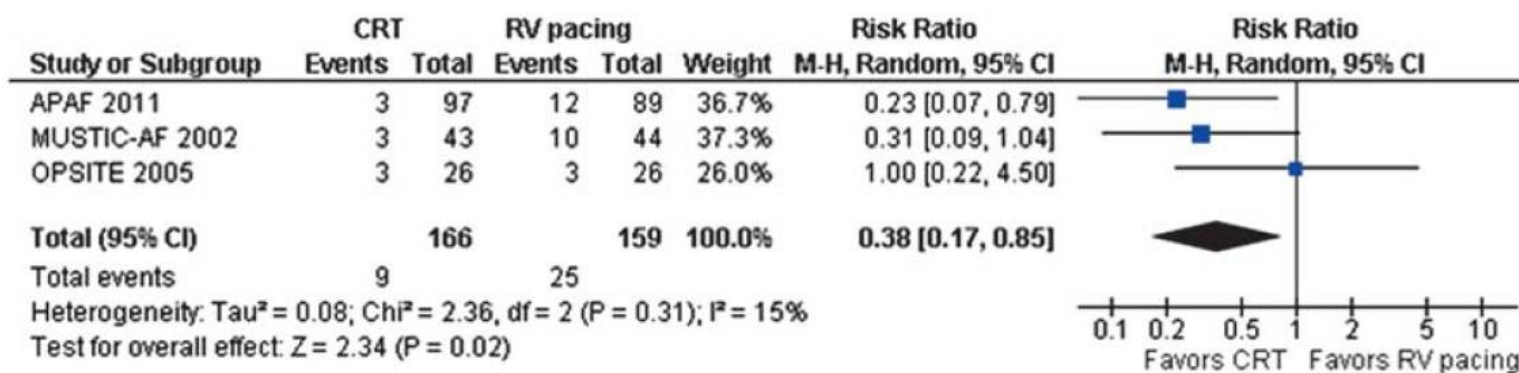 CRT RV pacing Risk Ratio Risk Ratio
Study or Subgroup Events Total Events Total Weight M-H, Random, 95% CI M-H, Random, 95% CI
APAF 2011 3 97 12 89 36.7% 0.23 [0.07, 0.79]
MUSTIC-AF 2002 3 43 10 44 37.3% 0.31 [0.09, 1.04]
OPSITE 2005 3 26 3 26 26.0% 1.00 [0.22, 4.50]
Total (95% CI) 166 159 100.0% 0.38 [0.17, 0.85]
Total events 9 25
Heterogeneity: Tau² = 0.08; Chi² = 2.36, df = 2 (P = 0.31); I² = 15%
Test for overall effect: Z = 2.34 (P = 0.02)
0.1 0.2 0.5 1 2 5 10
Favors CRT Favors RV pacing